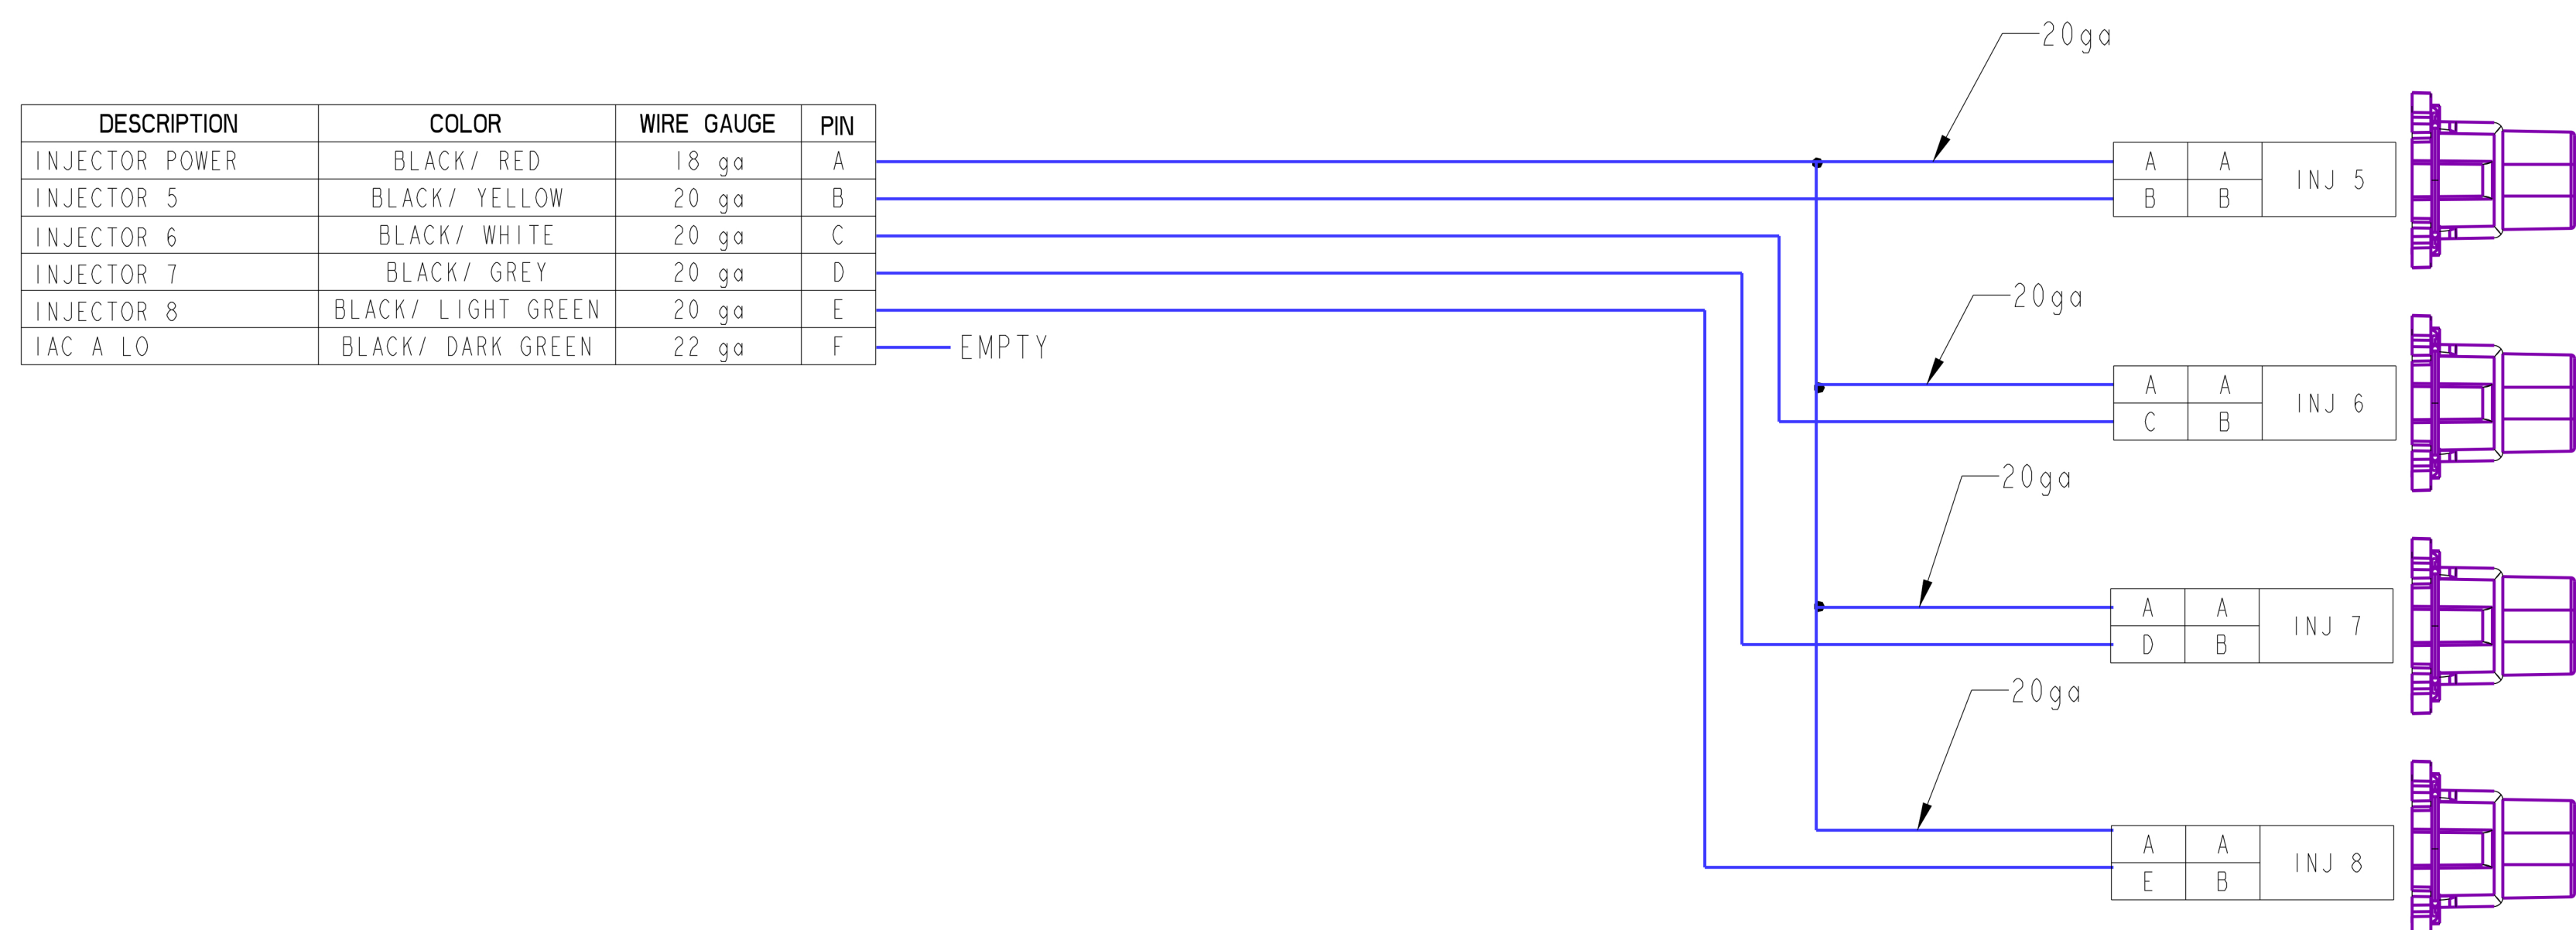 20ga
DESCRIPTION COLOR WIRE GAUGE PIN
INJECTOR POWER BLACK/ RED 18 ga A
INJECTOR 5 BLACK/ YELLOW 20 ga B
INJECTOR 6 BLACK/ WHITE 20 ga C
INJECTOR 7 BLACK/ GREY 20 ga D
INJECTOR 8 BLACK/ LIGHT GREEN 20 ga E
IAC A LO BLACK/ DARK GREEN 22 ga F
EMPTY
A A
INJ 5
B B
20ga
A A
INJ 6
C B
20ga
A A
INJ 7
D B
20ga
A A
INJ 8
E B